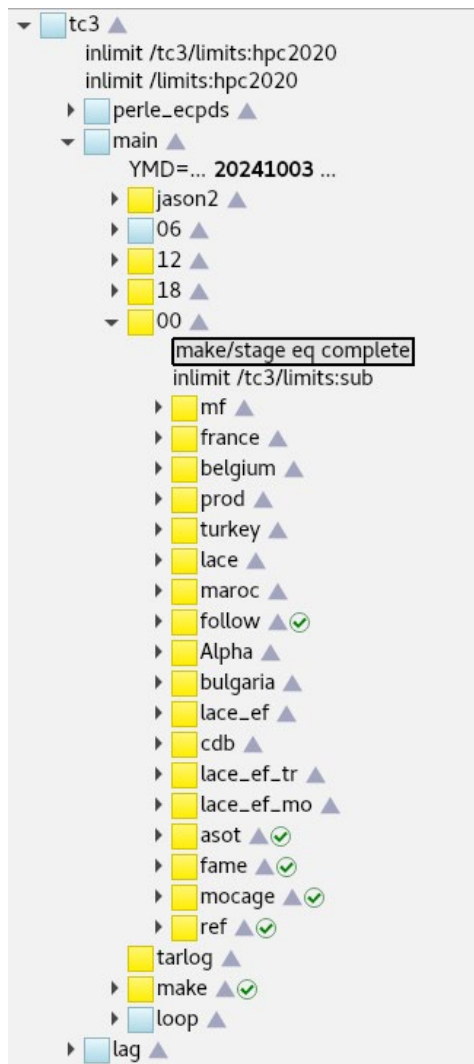 tc3
inlimit /tc3/limits:hpc2020
inlimit /limits:hpc2020
perle_ecpds
main
YMD=... 20241003 ...
jason2
06
12
18
00
make/stage eq complete
inlimit /tc3/limits:sub
mf
france
belgium
prod
turkey
lace
maroc
follow
Alpha
bulgaria
lace_ef
cdb
lace_ef_tr
lace_ef_mo
asot
fame
mocage
ref
tarlog
make
loop
lag